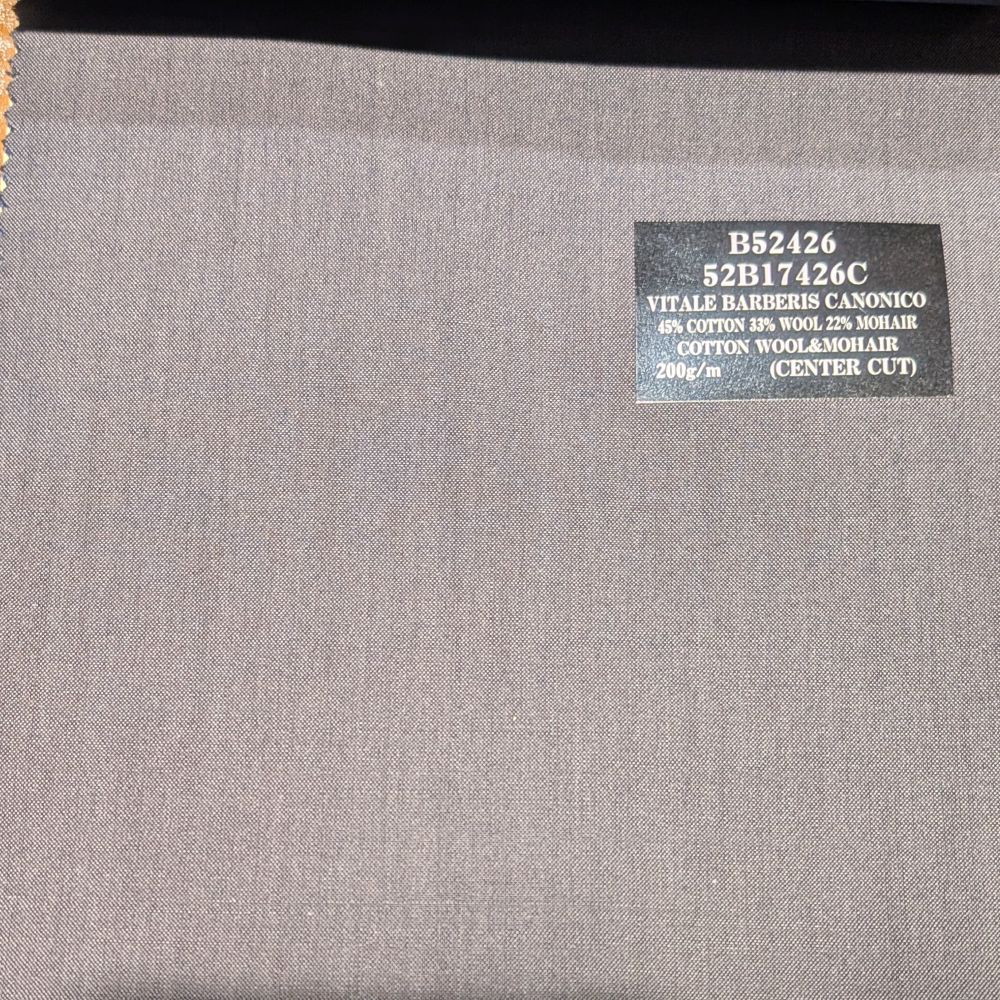 B52426
52B17426C
VITALE BARBERIS CANONICO
45% COTTON 33% WOOL 22% MOHAIR
COTTON WOOL&MOHAIR
200g/m (CENTER CUT)